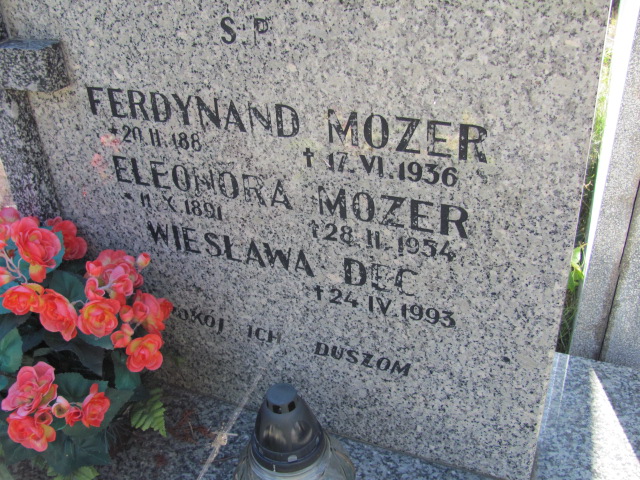 Ś.P.
FERDYNAND MOZER
*20.II.188 † 17.VI.1936
ELEONORA MOZER
* 11.X.1891 † 28.II.1954
WIESŁAWA DEC
† 24.IV.1993
POKÓJ ICH DUSZOM